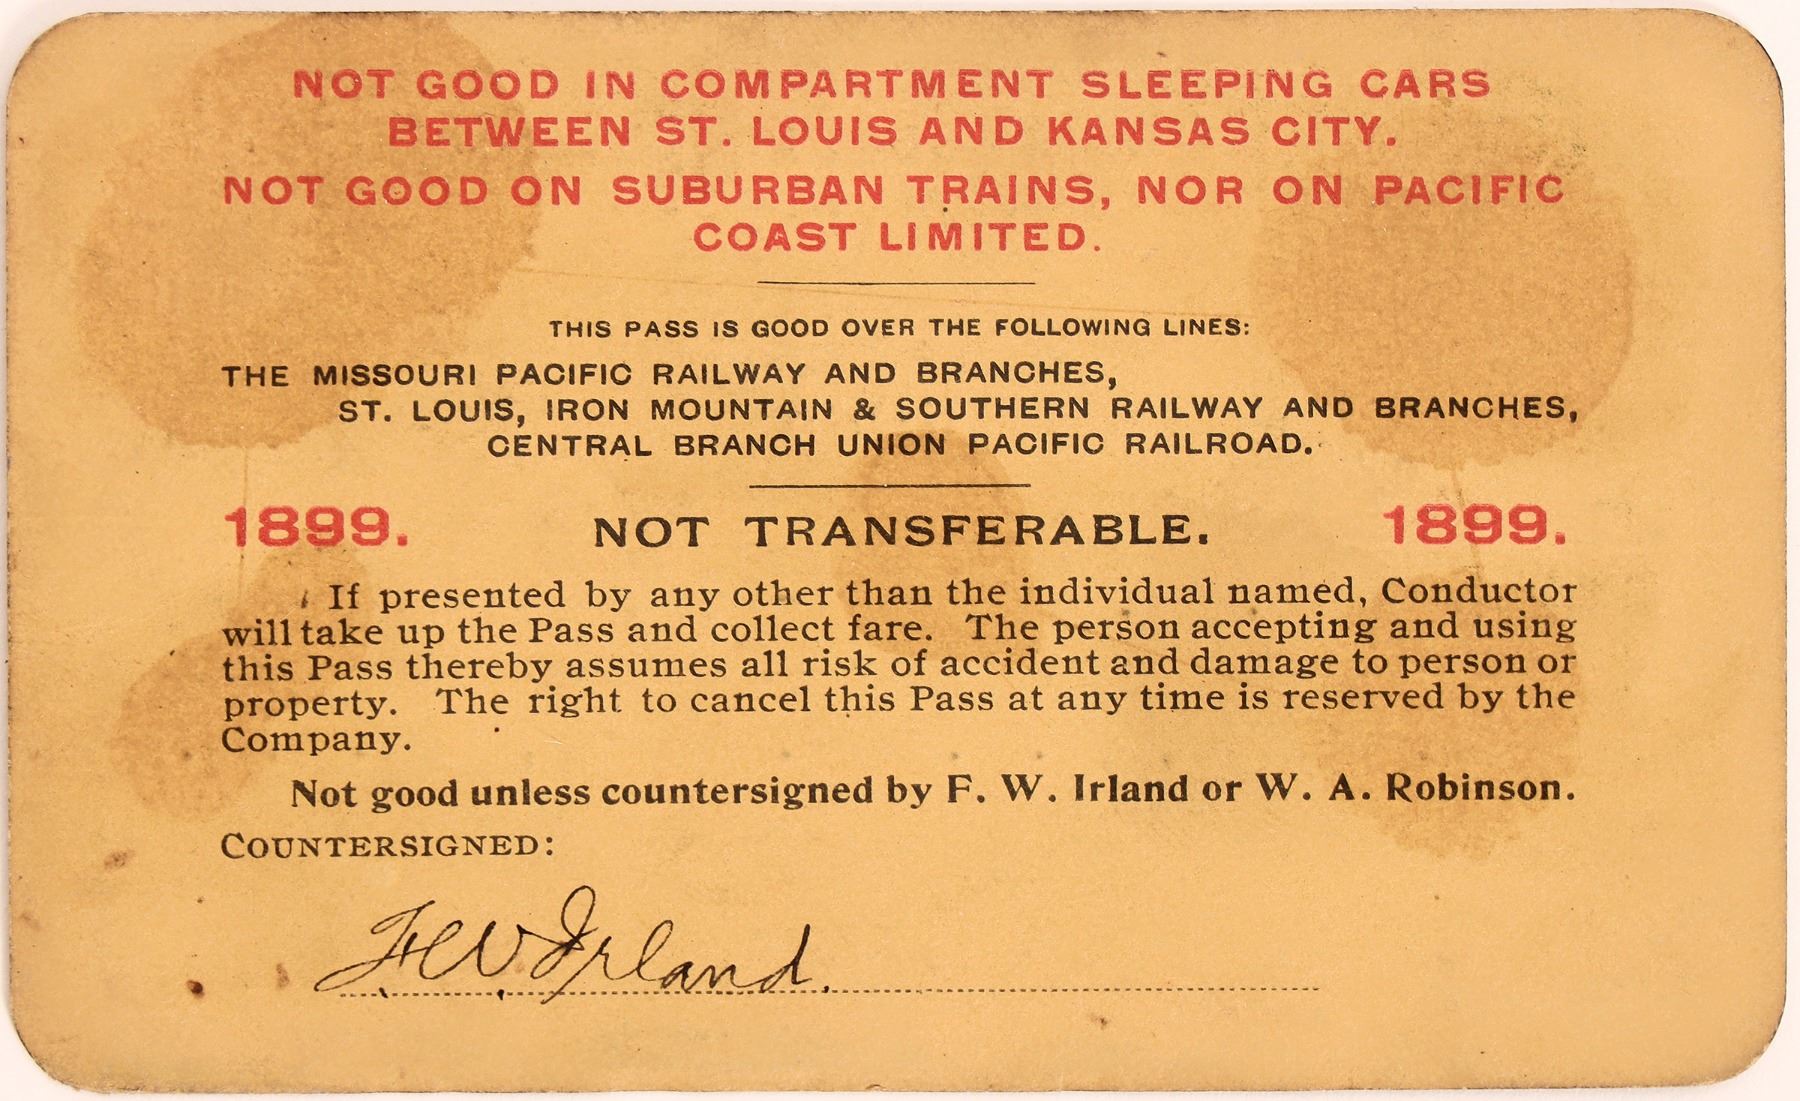 NOT GOOD IN COMPARTMENT SLEEPING CARS
BETWEEN ST. LOUIS AND KANSAS CITY.
NOT GOOD ON SUBURBAN TRAINS, NOR ON PACIFIC
COAST LIMITED.
THIS PASS IS GOOD OVER THE FOLLOWING LINES:
THE MISSOURI PACIFIC RAILWAY AND BRANCHES,
ST. LOUIS, IRON MOUNTAIN & SOUTHERN RAILWAY AND BRANCHES,
CENTRAL BRANCH UNION PACIFIC RAILROAD.
1899. NOT TRANSFERABLE. 1899.
If presented by any other than the individual named, Conductor
will take up the Pass and collect fare. The person accepting and using
this Pass thereby assumes all risk of accident and damage to person or
property. The right to cancel this Pass at any time is reserved by the
Company.
Not good unless countersigned by F. W. Irland or W. A. Robinson.
COUNTERSIGNED:
F. W. Irland.